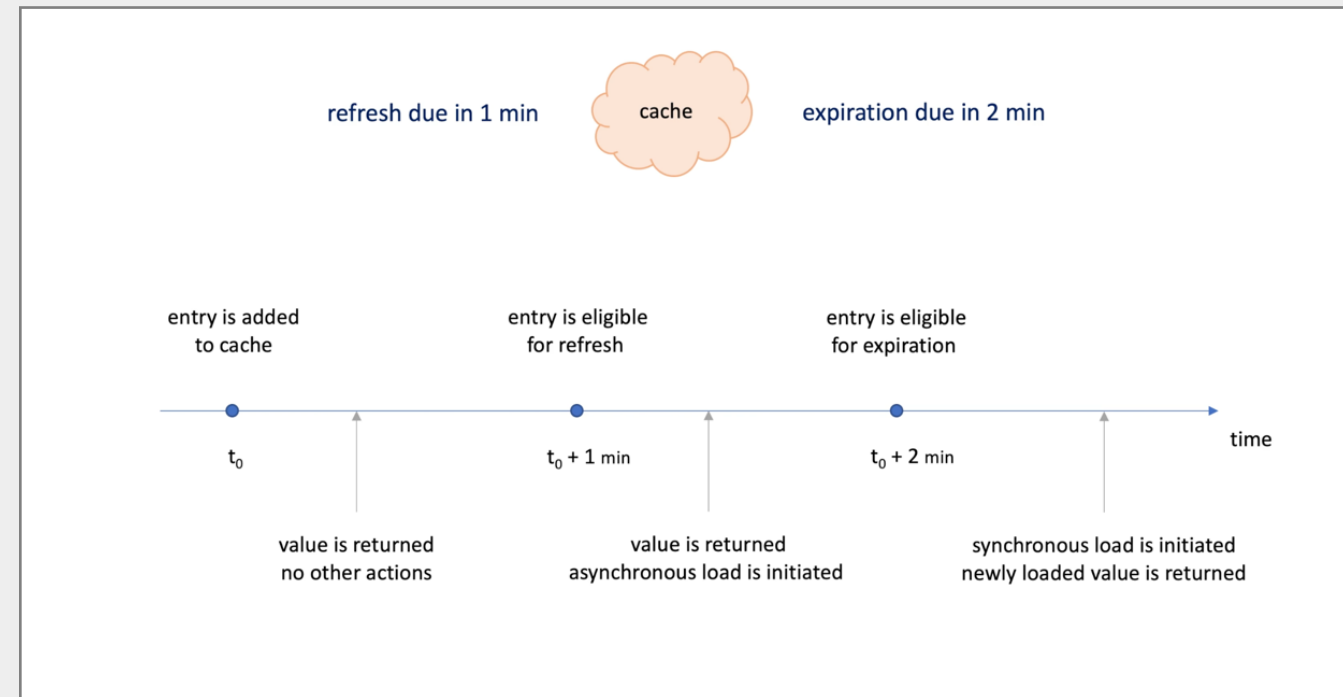 refresh due in 1 min
cache
expiration due in 2 min
entry is added
to cache
entry is eligible
for refresh
entry is eligible
for expiration
t₀
t₀ + 1 min
t₀ + 2 min
time
value is returned
no other actions
value is returned
asynchronous load is initiated
synchronous load is initiated
newly loaded value is returned